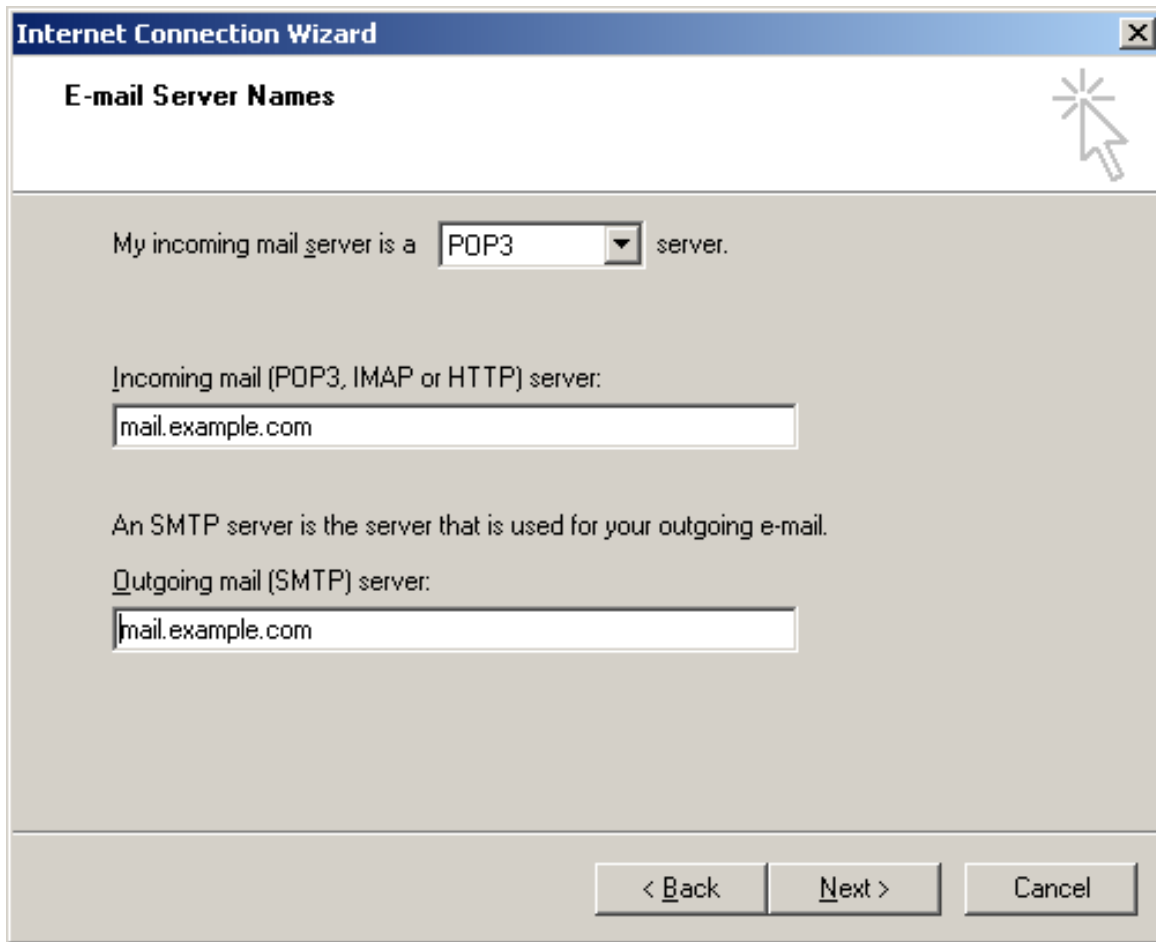 Internet Connection Wizard
E-mail Server Names
My incoming mail server is a POP3 server.
Incoming mail (POP3, IMAP or HTTP) server:
mail.example.com
An SMTP server is the server that is used for your outgoing e-mail.
Outgoing mail (SMTP) server:
mail.example.com
< Back Next > Cancel